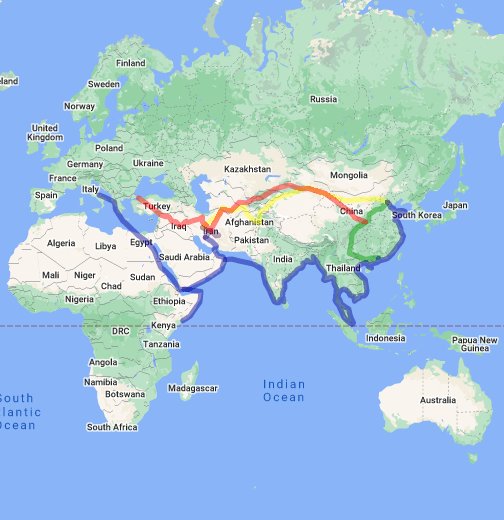 Finland
Sweden
Norway
Russia
United
Kingdom
Poland
Germany
Ukraine
Kazakhstan
France
Mongolia
Italy
Spain
Turkey
Japan
China
South Korea
Afghanistan
Iraq
Iran
Algeria
Libya
Egypt
Pakistan
Saudi Arabia
India
Mali
Niger
Sudan
Thailand
Chad
Nigeria
Ethiopia
Kenya
DRC
Indonesia
Papua New
Guinea
Tanzania
Angola
Namibia
Madagascar
Botswana
Indian
Ocean
South
lantic
Ocean
Australia
South Africa